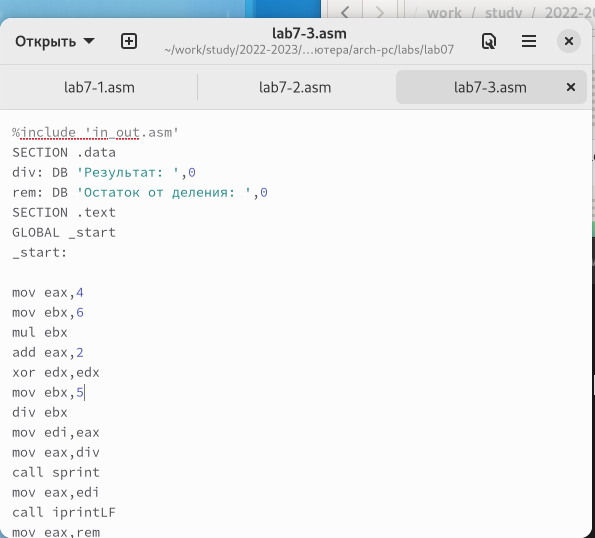 work / study / 2022-2
Открыть
lab7-3.asm
~/work/study/2022-2023/...ютера/arch-pc/labs/lab07
lab7-1.asm
lab7-2.asm
lab7-3.asm
%include 'in_out.asm'
SECTION .data
div: DB 'Результат: ',0
rem: DB 'Остаток от деления: ',0
SECTION .text
GLOBAL _start
_start:
mov eax,4
mov ebx,6
mul ebx
add eax,2
xor edx,edx
mov ebx,5
div ebx
mov edi,eax
mov eax,div
call sprint
mov eax,edi
call iprintLF
mov eax,rem